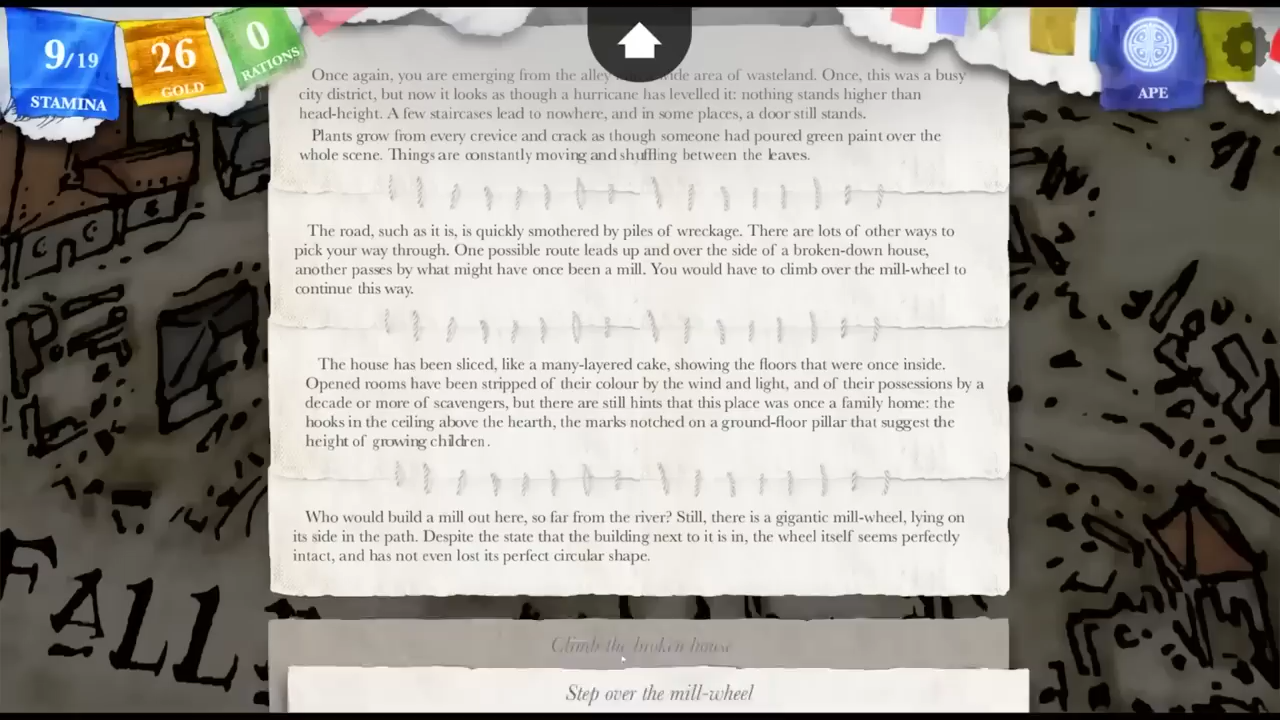 9/19
STAMINA
26
GOLD
0
RATIONS
APE
Once again, you are emerging from the alley wide area of wasteland. Once, this was a busy
city district, but now it looks as though a hurricane has levelled it: nothing stands higher than
head-height. A few staircases lead to nowhere, and in some places, a door still stands.
Plants grow from every crevice and crack as though someone had poured green paint over the
whole scene. Things are constantly moving and shuffling between the leaves.
The road, such as it is, is quickly smothered by piles of wreckage. There are lots of other ways to
pick your way through. One possible route leads up and over the side of a broken-down house,
another passes by what might have once been a mill. You would have to climb over the mill-wheel to
continue this way.
The house has been sliced, like a many-layered cake, showing the floors that were once inside.
Opened rooms have been stripped of their colour by the wind and light, and of their possessions by a
decade or more of scavengers, but there are still hints that this place was once a family home: the
hooks in the ceiling above the hearth, the marks notched on a ground-floor pillar that suggest the
height of growing children.
Who would build a mill out here, so far from the river? Still, there is a gigantic mill-wheel, lying on
its side in the path. Despite the state that the building next to it is in, the wheel itself seems perfectly
intact, and has not even lost its perfect circular shape.
FALL
Climb the broken house
Step over the mill-wheel